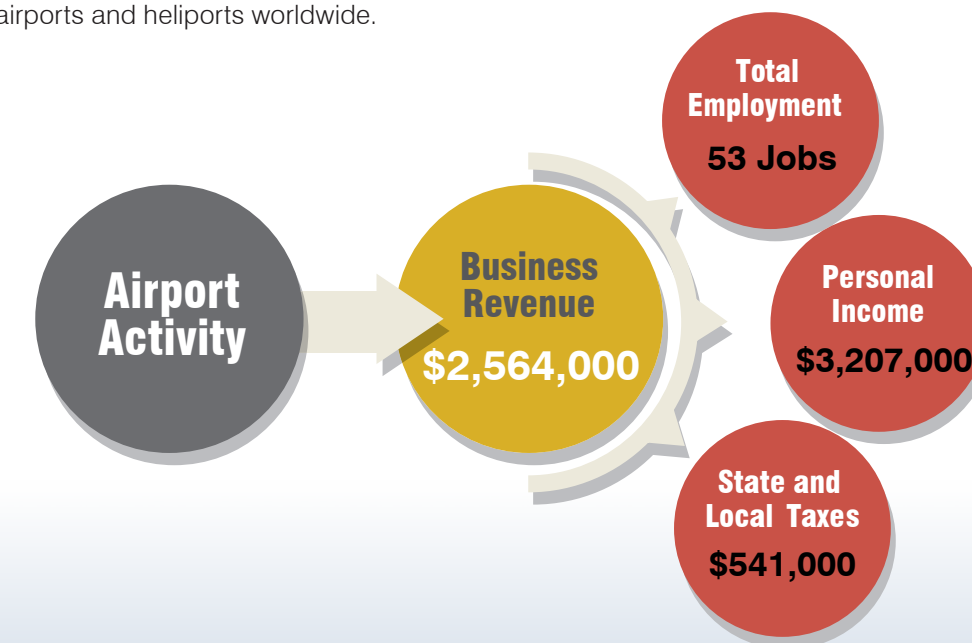 airports and heliports worldwide.
Airport
Activity
Business
Revenue
$2,564,000
Total
Employment
53 Jobs
Personal
Income
$3,207,000
State and
Local Taxes
$541,000